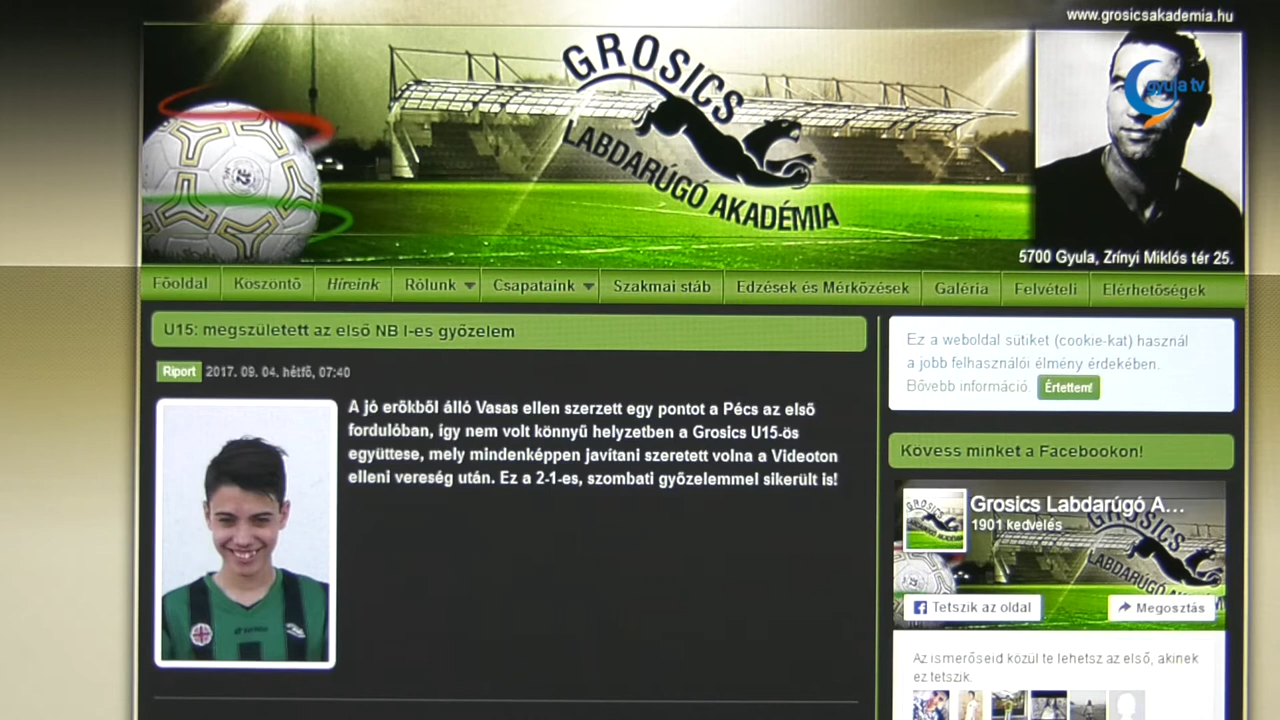 www.grosicsakademia.hu
gyula tv
GROSICS
LABDARÚGÓ AKADÉMIA
32
5700 Gyula, Zrínyi Miklós tér 25.
Főoldal Köszöntő Híreink Rólunk Csapataink Szakmai stáb Edzések és Mérkőzések Galéria Felvételi Elérhetőségek
U15: megszületett az első NB I-es győzelem
Riport 2017. 09. 04. hétfő, 07:40
A jó erőkből álló Vasas ellen szerzett egy pontot a Pécs az első
fordulóban, így nem volt könnyű helyzetben a Grosics U15-ös
együttese, mely mindenképpen javítani szeretett volna a Videoton
elleni vereség után. Ez a 2-1-es, szombati győzelemmel sikerült is!
Ez a weboldal sütiket (cookie-kat) használ
a jobb felhasználói élmény érdekében.
Bővebb információ. Értettem!
Kövess minket a Facebookon!
Grosics Labdarúgó A...
1901 kedvelés
GROSICS
LABDARÚGÓ AKADÉMIA
Tetszik az oldal Megosztás
Az ismerőseid közül te lehetsz az első, akinek
ez tetszik.